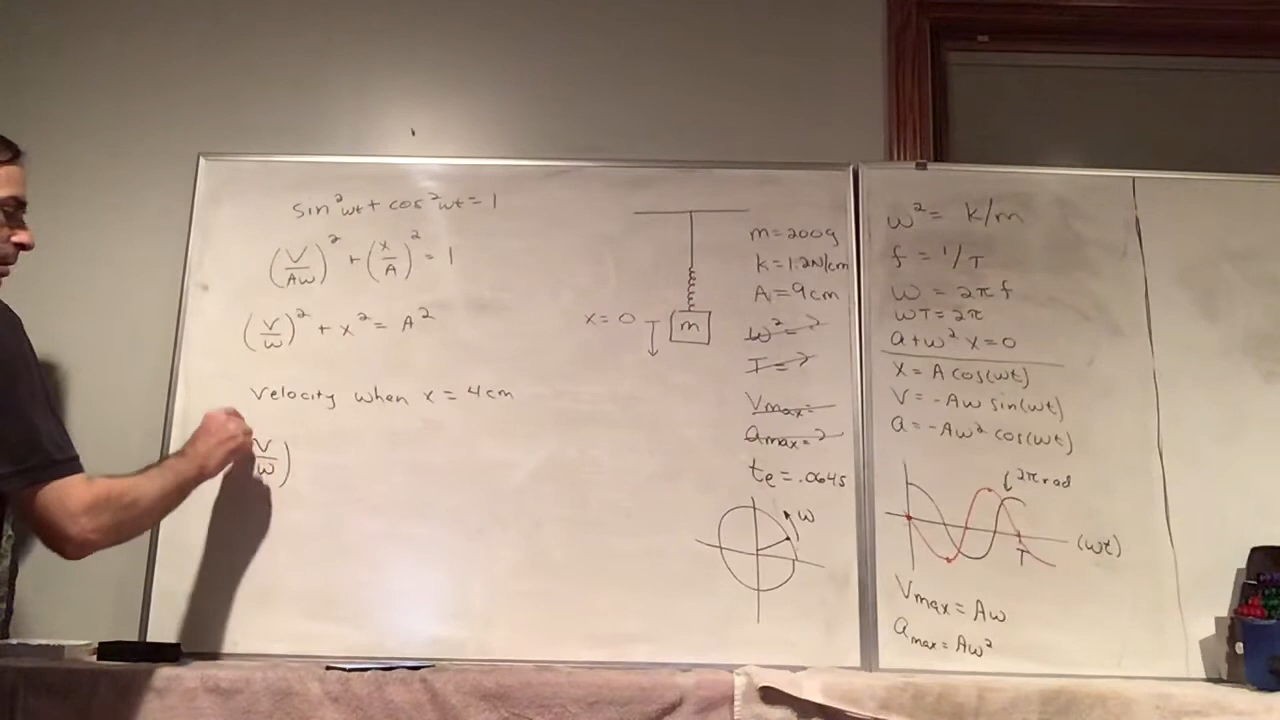 sin²wt + cos²wt = 1
(V/Aw)² + (x/A)² = 1
(V/w)² + x² = A²
Velocity when x = 4cm
(V/w)
x = 0
m
m = 200g
k = 1.2N/cm
A = 9cm
w² = ?
T = ?
Vmax =
amax = ?
te = .064s
w
w² = k/m
f = 1/T
w = 2πf
wT = 2π
a + w²x = 0
x = A cos(wt)
V = -Aw sin(wt)
a = -Aw² cos(wt)
2π rad
(wt)
T
Vmax = Aw
amax = Aw²